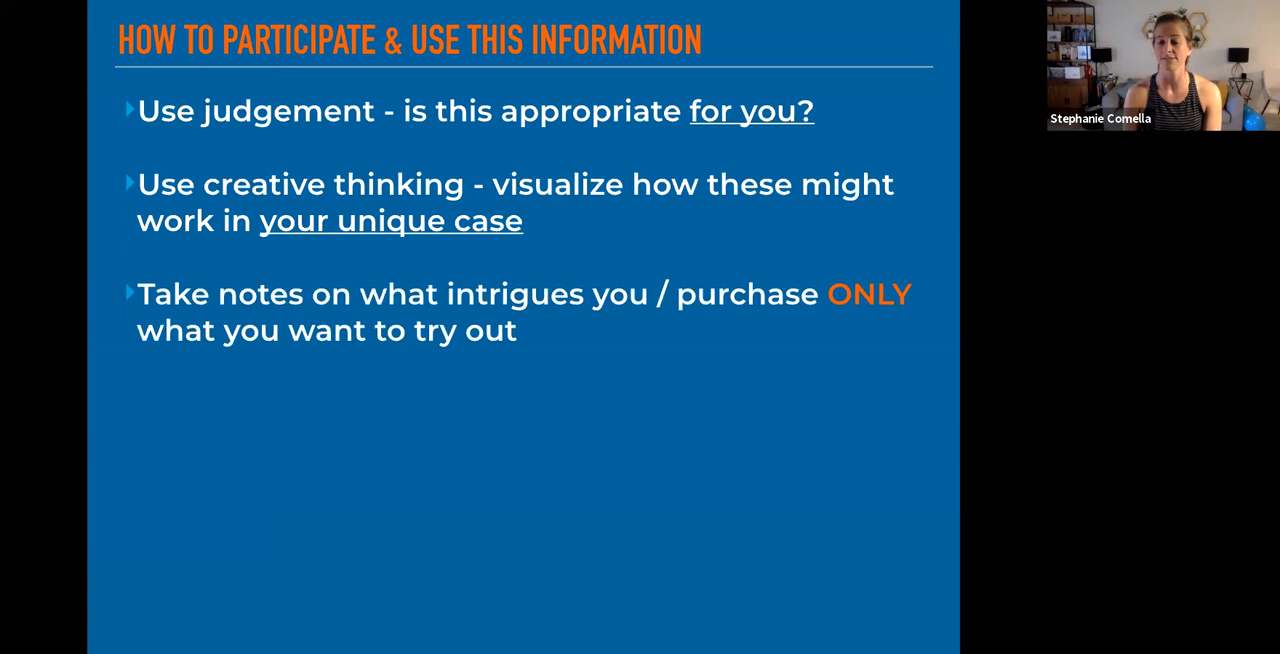 HOW TO PARTICIPATE & USE THIS INFORMATION
Use judgement - is this appropriate for you?
Use creative thinking - visualize how these might
work in your unique case
Take notes on what intrigues you / purchase ONLY
what you want to try out
Stephanie Comella